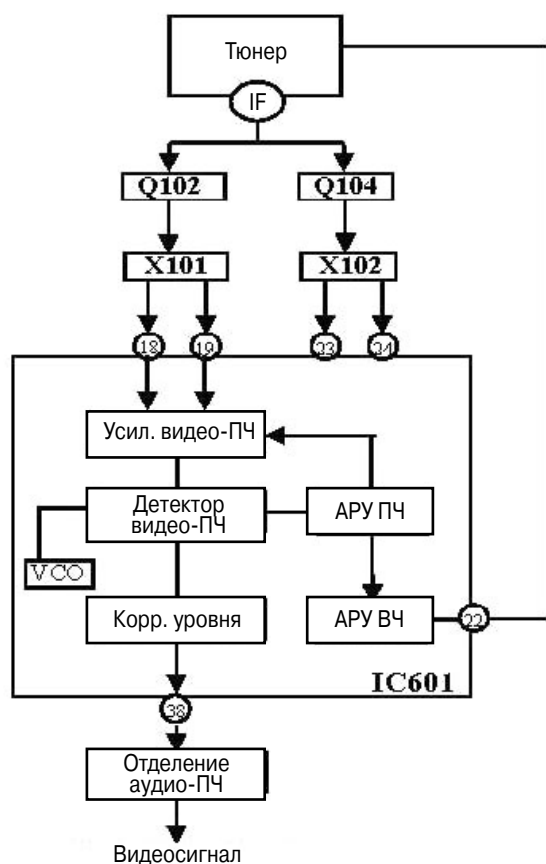 Тюнер
IF
Q102 Q104
X101 X102
18 19 23 24
Усил. видео-ПЧ
Детектор
видео-ПЧ
АРУ ПЧ
VCO
Корр. уровня
АРУ ВЧ
22
IC601
38
Отделение
аудио-ПЧ
Видеосигнал